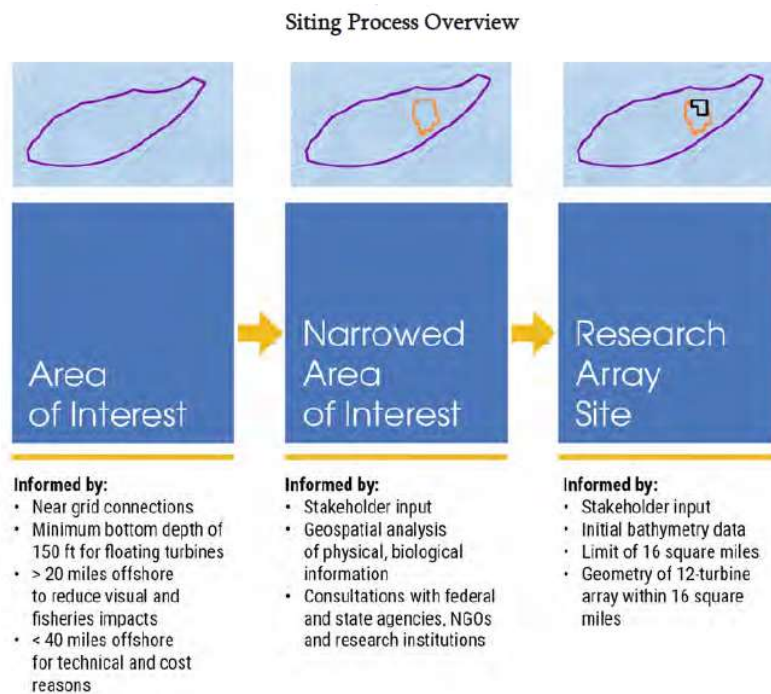 Siting Process Overview
Area
of Interest
Narrowed
Area
of Interest
Research
Array
Site
Informed by:
• Near grid connections
• Minimum bottom depth of
150 ft for floating turbines
• > 20 miles offshore
to reduce visual and
fisheries impacts
• < 40 miles offshore
for technical and cost
reasons
Informed by:
• Stakeholder input
• Geospatial analysis
of physical, biological
information
• Consultations with federal
and state agencies, NGOs
and research institutions
Informed by:
• Stakeholder input
• Initial bathymetry data
• Limit of 16 square miles
• Geometry of 12-turbine
array within 16 square
miles